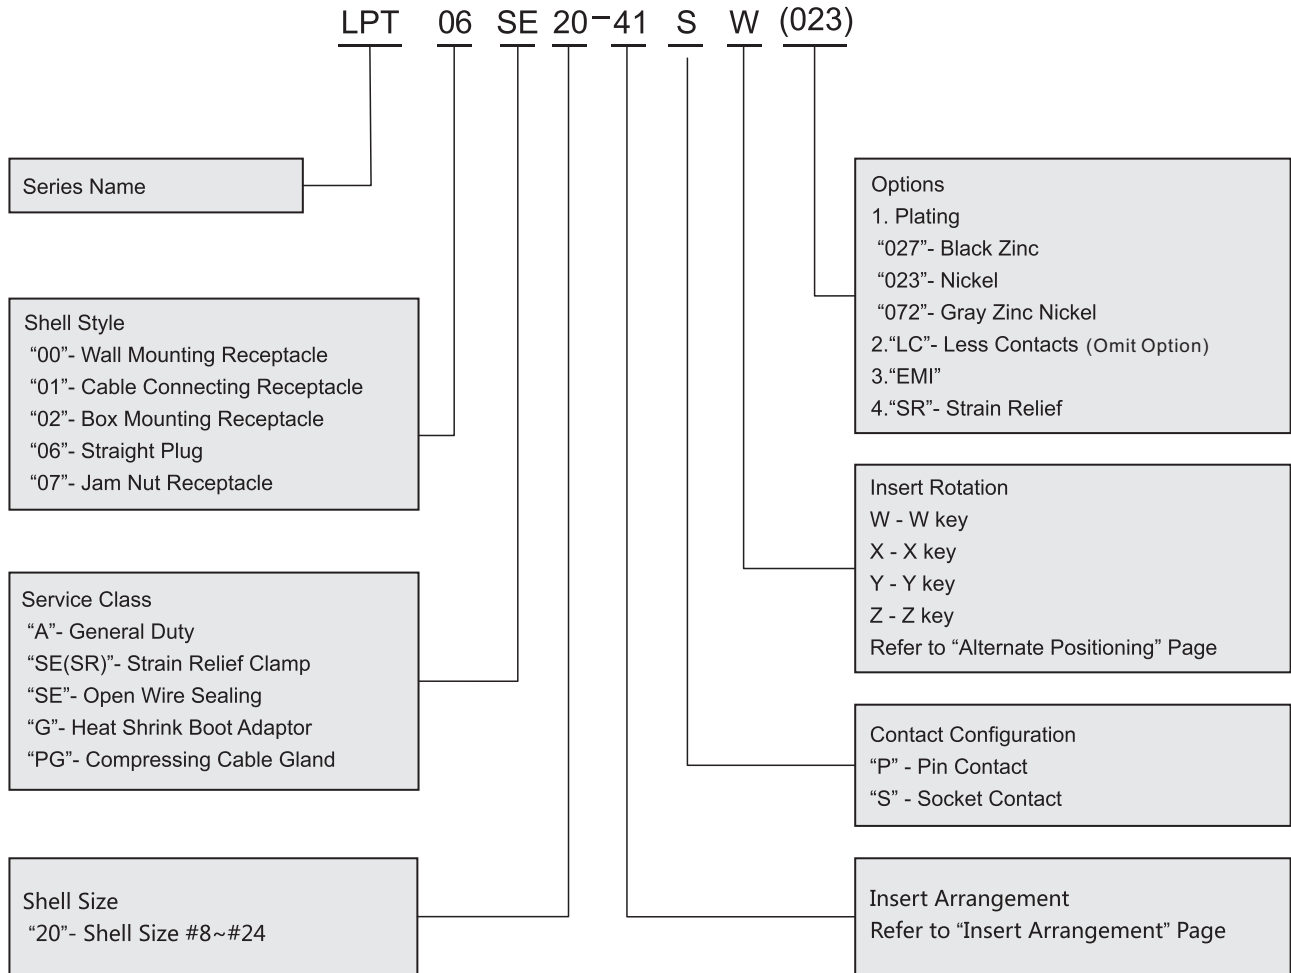 LPT 06 SE 20-41 S W (023)
Series Name
Shell Style
“00”- Wall Mounting Receptacle
“01”- Cable Connecting Receptacle
“02”- Box Mounting Receptacle
“06”- Straight Plug
“07”- Jam Nut Receptacle
Service Class
“A”- General Duty
“SE(SR)”- Strain Relief Clamp
“SE”- Open Wire Sealing
“G”- Heat Shrink Boot Adaptor
“PG”- Compressing Cable Gland
Shell Size
“20”- Shell Size #8~#24
Options
1. Plating
“027”- Black Zinc
“023”- Nickel
“072”- Gray Zinc Nickel
2.“LC”- Less Contacts (Omit Option)
3.“EMI”
4.“SR”- Strain Relief
Insert Rotation
W - W key
X - X key
Y - Y key
Z - Z key
Refer to “Alternate Positioning” Page
Contact Configuration
“P” - Pin Contact
“S” - Socket Contact
Insert Arrangement
Refer to “Insert Arrangement” Page